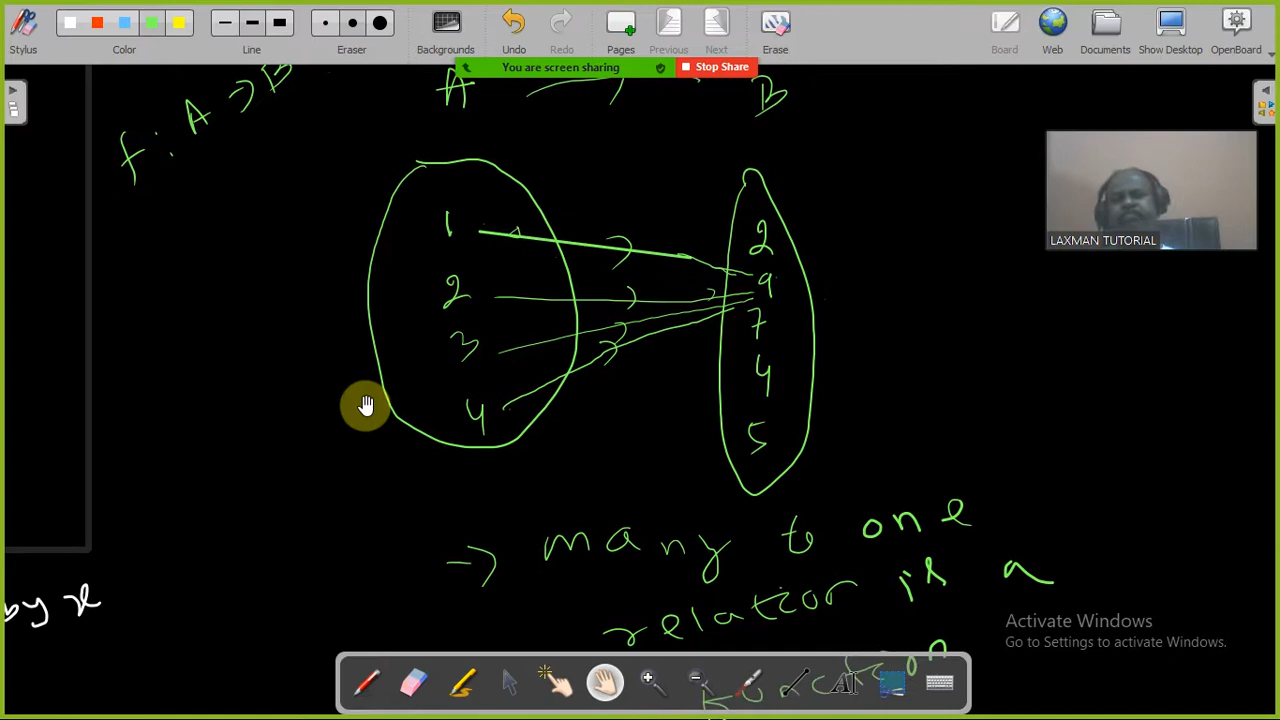 Stylus
Color
Line
Eraser
Backgrounds
Undo
Redo
Pages
Previous
Next
Erase
Board
Web
Documents
Show Desktop
OpenBoard
You are screen sharing
Stop Share
f: A → B
A → B
1
2
3
4
2
9
7
4
5
LAXMAN TUTORIAL
→ many to one
relation is a
function
by x
Activate Windows
Go to Settings to activate Windows.